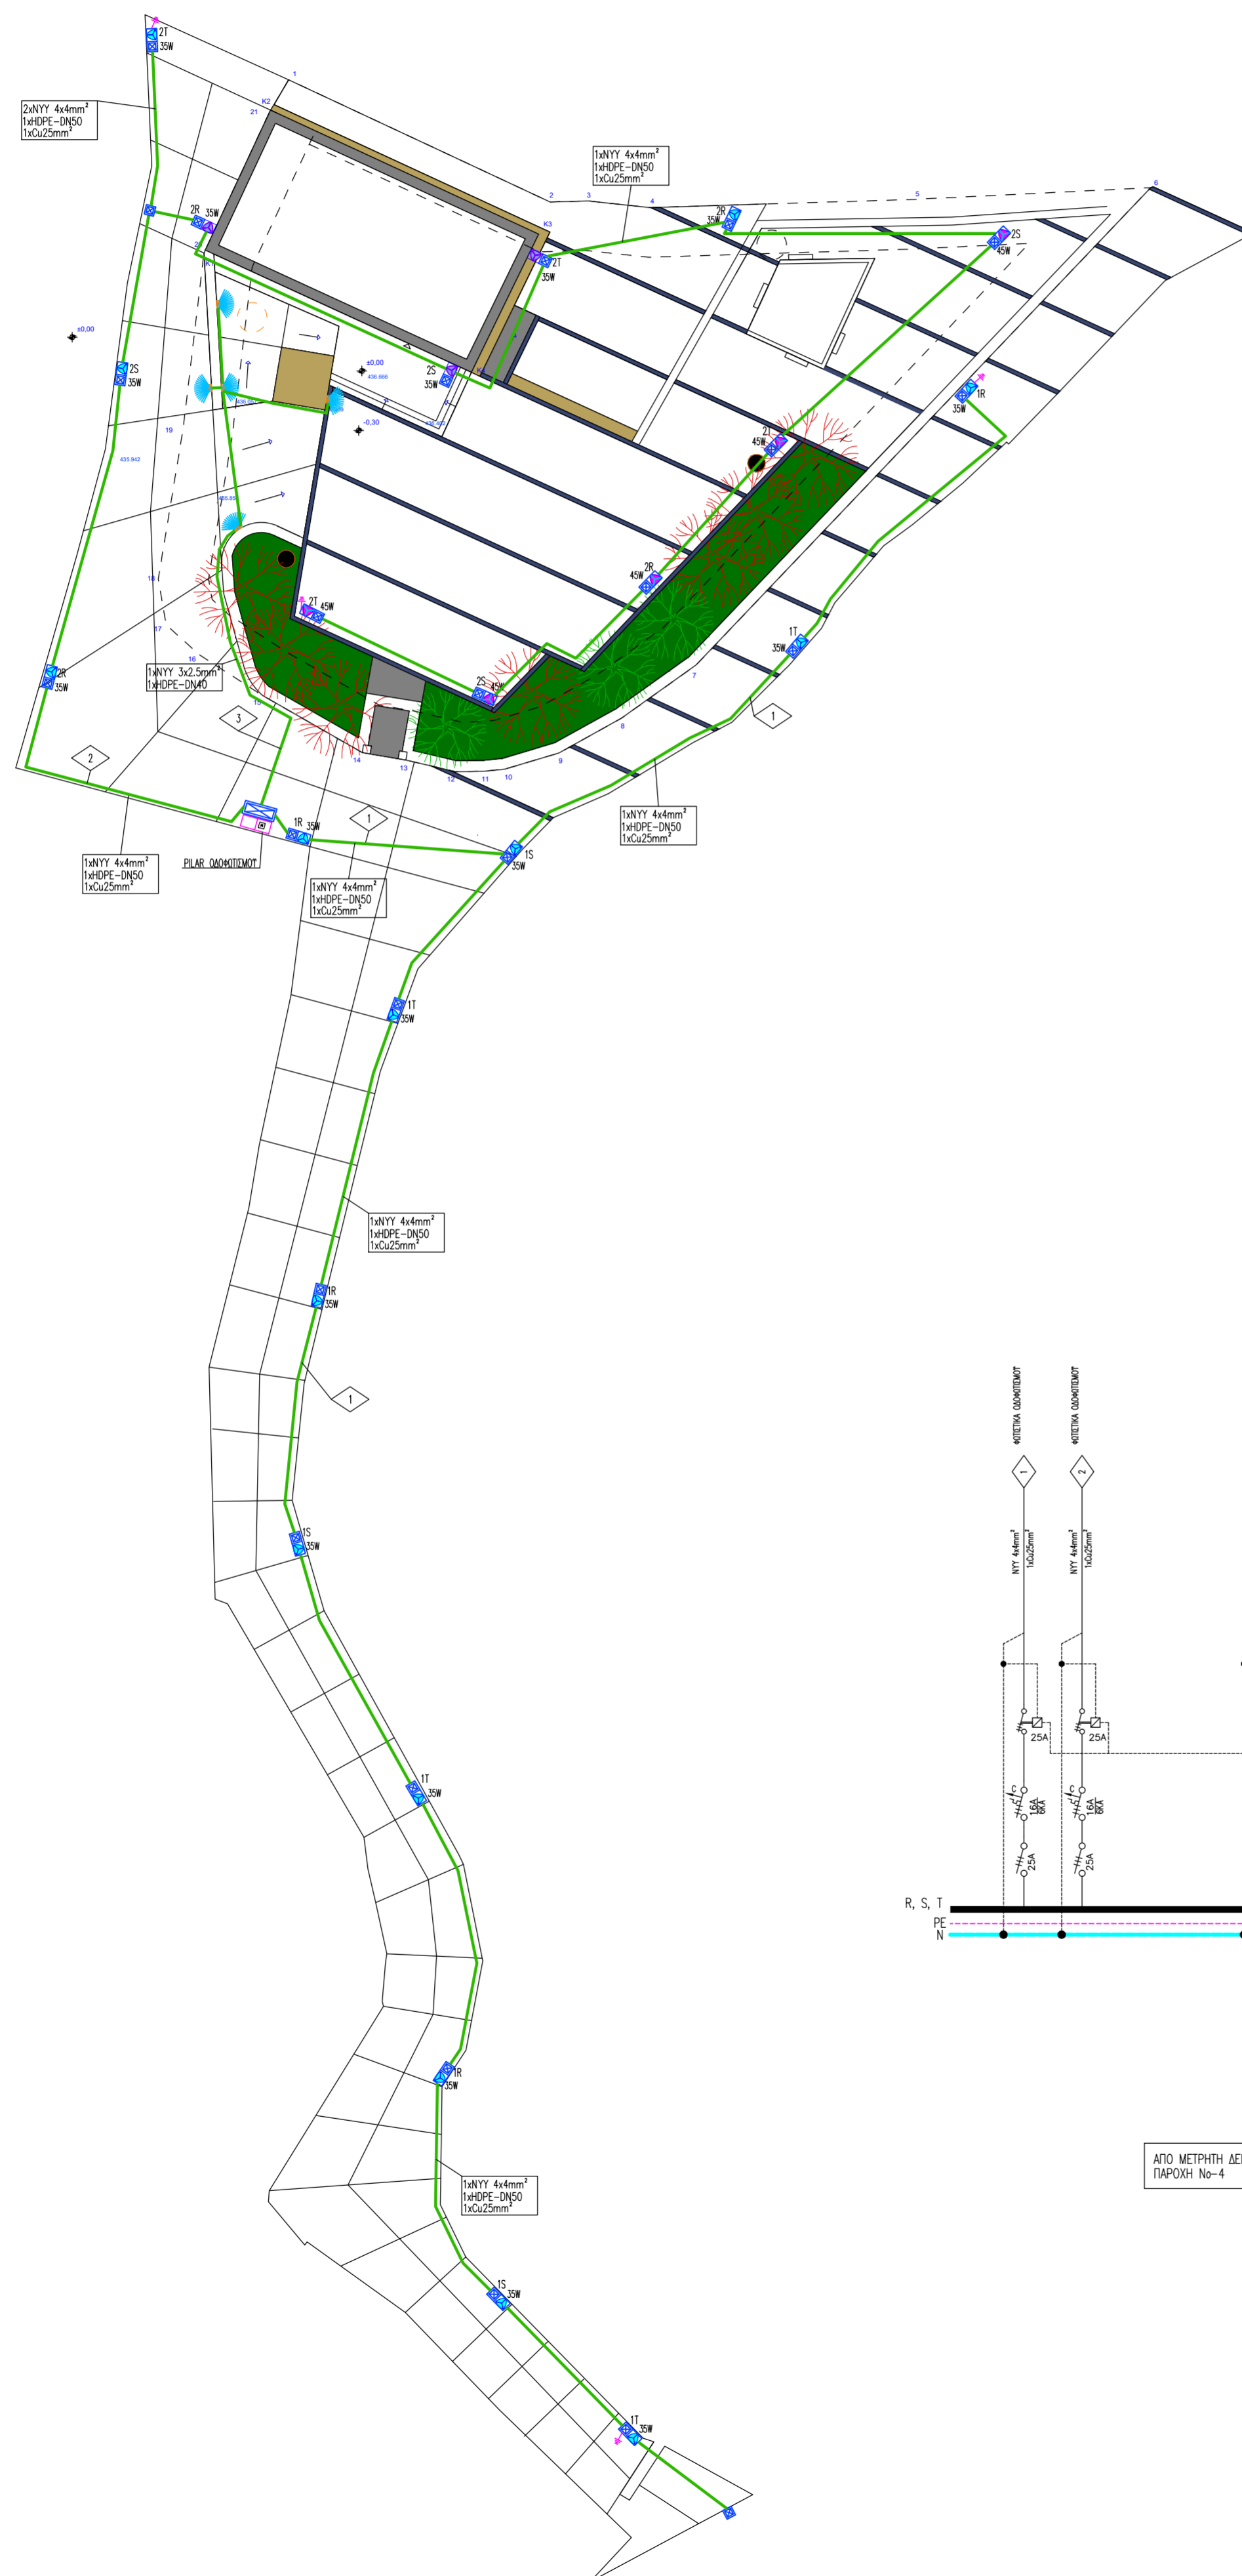 2T
35W
1
K2
21
2xNYY 4x4mm²
1xHDPE-DN50
1xCu25mm²
1xNYY 4x4mm²
1xHDPE-DN50
1xCu25mm²
6
5
2
3
4
2R
35W
2R
35W
K3
2S
45W
2T
35W
±0,00
±0,00
436.666
2S
35W
2S
35W
-0,30
1R
35W
19
435.942
2T
45W
18
2R
45W
2T
45W
17
16
1T
35W
1xNYY 3x2.5mm²
1xHDPE-DN40
2R
35W
7
2S
45W
15
3
1
8
2
14
13
9
12
11
10
1xNYY 4x4mm²
1xHDPE-DN50
1xCu25mm²
1R
35W
1
1S
35W
1xNYY 4x4mm²
1xHDPE-DN50
1xCu25mm²
PILAR ΟΔΟΦΩΤΙΣΜΟΥ
1xNYY 4x4mm²
1xHDPE-DN50
1xCu25mm²
1T
35W
1xNYY 4x4mm²
1xHDPE-DN50
1xCu25mm²
1R
35W
1
ΦΩΤΙΣΤΙΚΑ ΟΔΟΦΩΤΙΣΜΟΥ
ΦΩΤΙΣΤΙΚΑ ΟΔΟΦΩΤΙΣΜΟΥ
1
2
NYY 4x4mm²
1xCu25mm²
NYY 4x4mm²
1xCu25mm²
1S
35W
25A
25A
1T
35W
C
16A
6KA
C
16A
6KA
25A
25A
R, S, T
PE
N
1R
35W
ΑΠΟ ΜΕΤΡΗΤΗ ΔΕ
ΠΑΡΟΧΗ Νο-4
1xNYY 4x4mm²
1xHDPE-DN50
1xCu25mm²
1S
35W
1T
35W